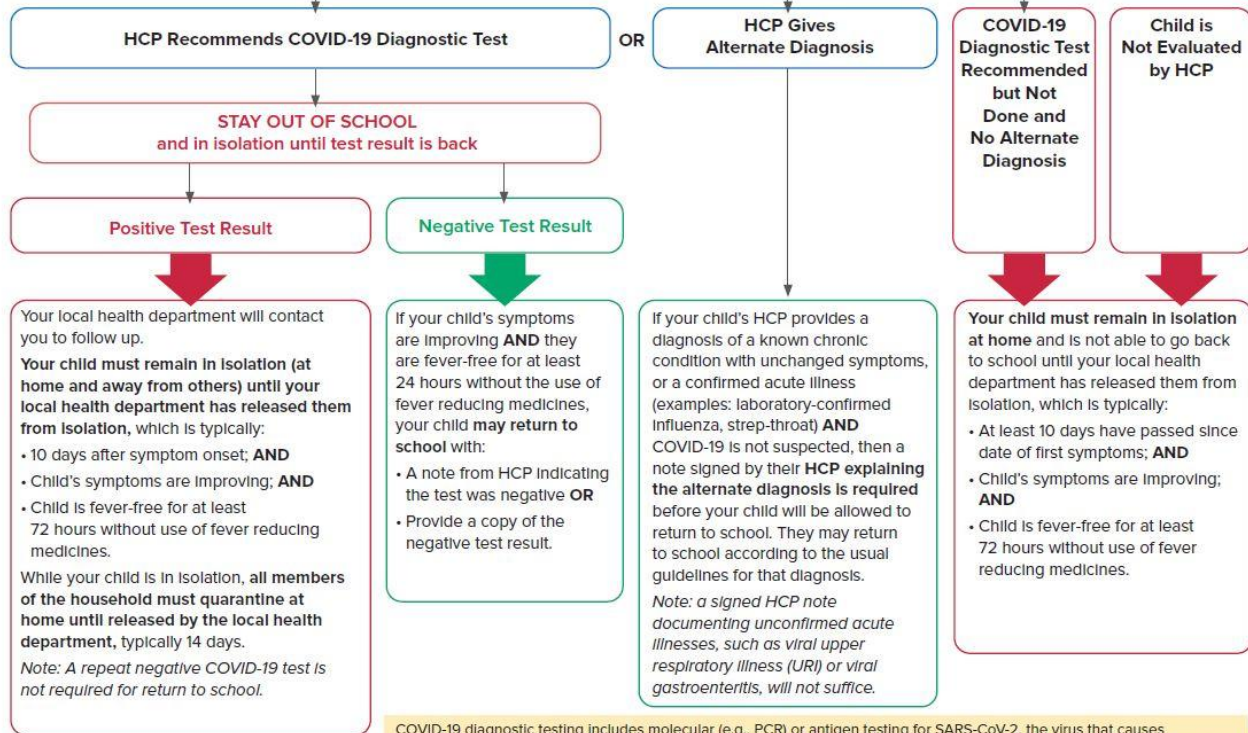 HCP Recommends COVID-19 Diagnostic Test
OR
HCP Gives
Alternate Diagnosis
COVID-19
Diagnostic Test
Recommended
but Not
Done and
No Alternate
Diagnosis
Child is
Not Evaluated
by HCP
STAY OUT OF SCHOOL
and in isolation until test result is back
Positive Test Result
Negative Test Result
Your local health department will contact
you to follow up.
Your child must remain in isolation (at
home and away from others) until your
local health department has released them
from isolation, which is typically:
• 10 days after symptom onset; AND
• Child's symptoms are improving; AND
• Child is fever-free for at least
72 hours without use of fever reducing
medicines.
While your child is in isolation, all members
of the household must quarantine at
home until released by the local health
department, typically 14 days.
Note: A repeat negative COVID-19 test is
not required for return to school.
If your child's symptoms
are improving AND they
are fever-free for at least
24 hours without the use of
fever reducing medicines,
your child may return to
school with:
• A note from HCP indicating
the test was negative OR
• Provide a copy of the
negative test result.
If your child's HCP provides a
diagnosis of a known chronic
condition with unchanged symptoms,
or a confirmed acute illness
(examples: laboratory-confirmed
influenza, strep-throat) AND
COVID-19 is not suspected, then a
note signed by their HCP explaining
the alternate diagnosis is required
before your child will be allowed to
return to school. They may return
to school according to the usual
guidelines for that diagnosis.
Note: a signed HCP note
documenting unconfirmed acute
illnesses, such as viral upper
respiratory illness (URI) or viral
gastroenteritis, will not suffice.
Your child must remain in isolation
at home and is not able to go back
to school until your local health
department has released them from
isolation, which is typically:
• At least 10 days have passed since
date of first symptoms; AND
• Child's symptoms are improving;
AND
• Child is fever-free for at least
72 hours without use of fever
reducing medicines.
COVID-19 diagnostic testing includes molecular (e.g., PCR) or antigen testing for SARS-CoV-2, the virus that causes